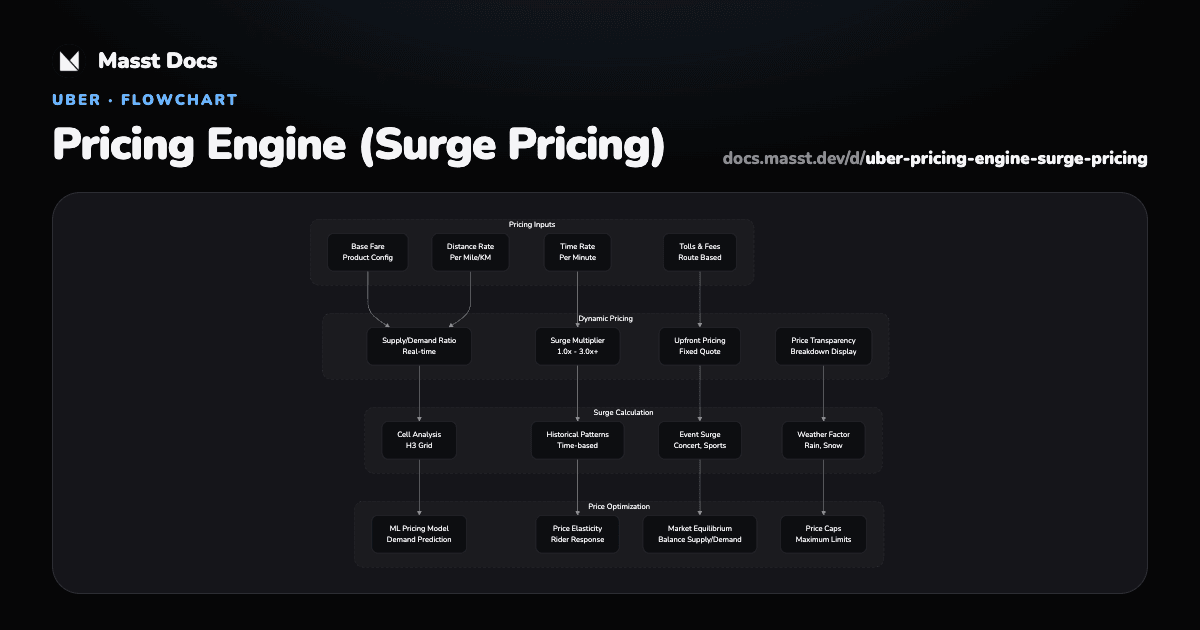 Masst Docs
UBER · FLOWCHART
Pricing Engine (Surge Pricing)
docs.masst.dev/d/uber-pricing-engine-surge-pricing
Pricing Inputs
Base Fare
Product Config
Distance Rate
Per Mile/KM
Time Rate
Per Minute
Tolls & Fees
Route Based
Dynamic Pricing
Supply/Demand Ratio
Real-time
Surge Multiplier
1.0x - 3.0x+
Upfront Pricing
Fixed Quote
Price Transparency
Breakdown Display
Surge Calculation
Cell Analysis
H3 Grid
Historical Patterns
Time-based
Event Surge
Concert, Sports
Weather Factor
Rain, Snow
Price Optimization
ML Pricing Model
Demand Prediction
Price Elasticity
Rider Response
Market Equilibrium
Balance Supply/Demand
Price Caps
Maximum Limits